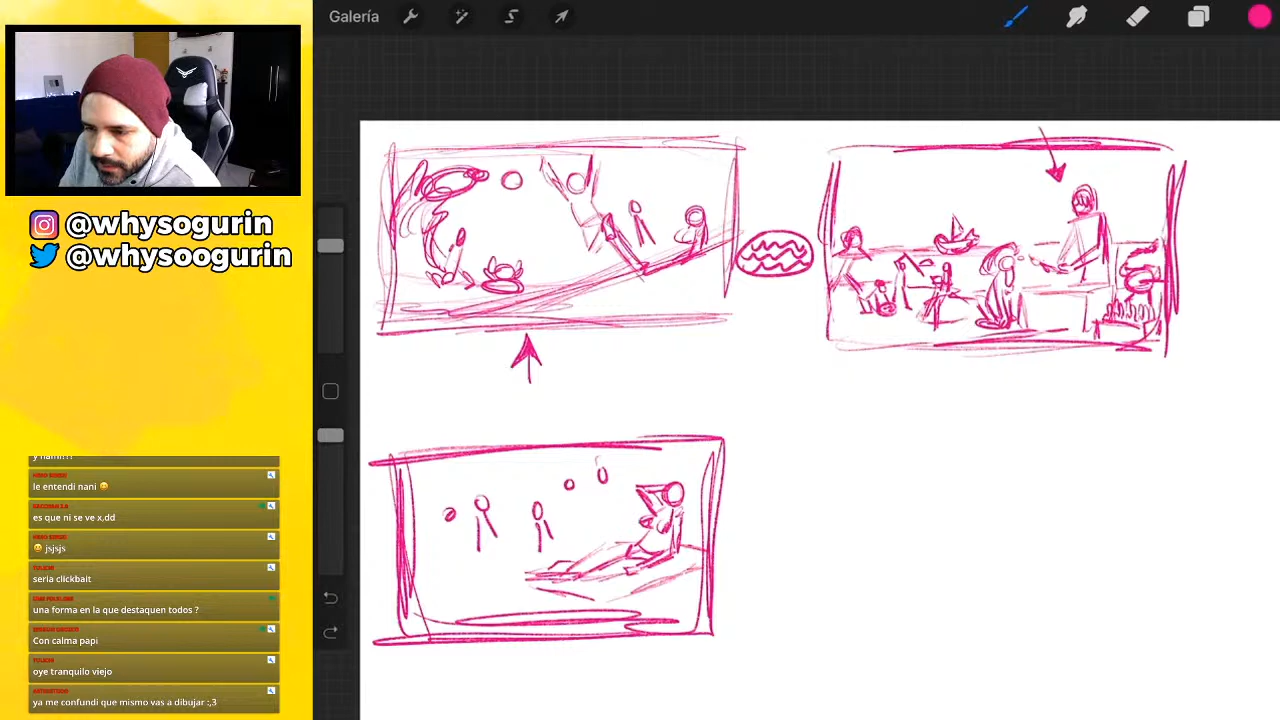 Galería
@whysogurin
@whysoogurin
le entendi nani
es que ni se ve x,dd
jsjsjs
seria clickbait
una forma en la que destaquen todos ?
Con calma papi
oye tranquilo viejo
ya me confundi que mismo vas a dibujar :,3